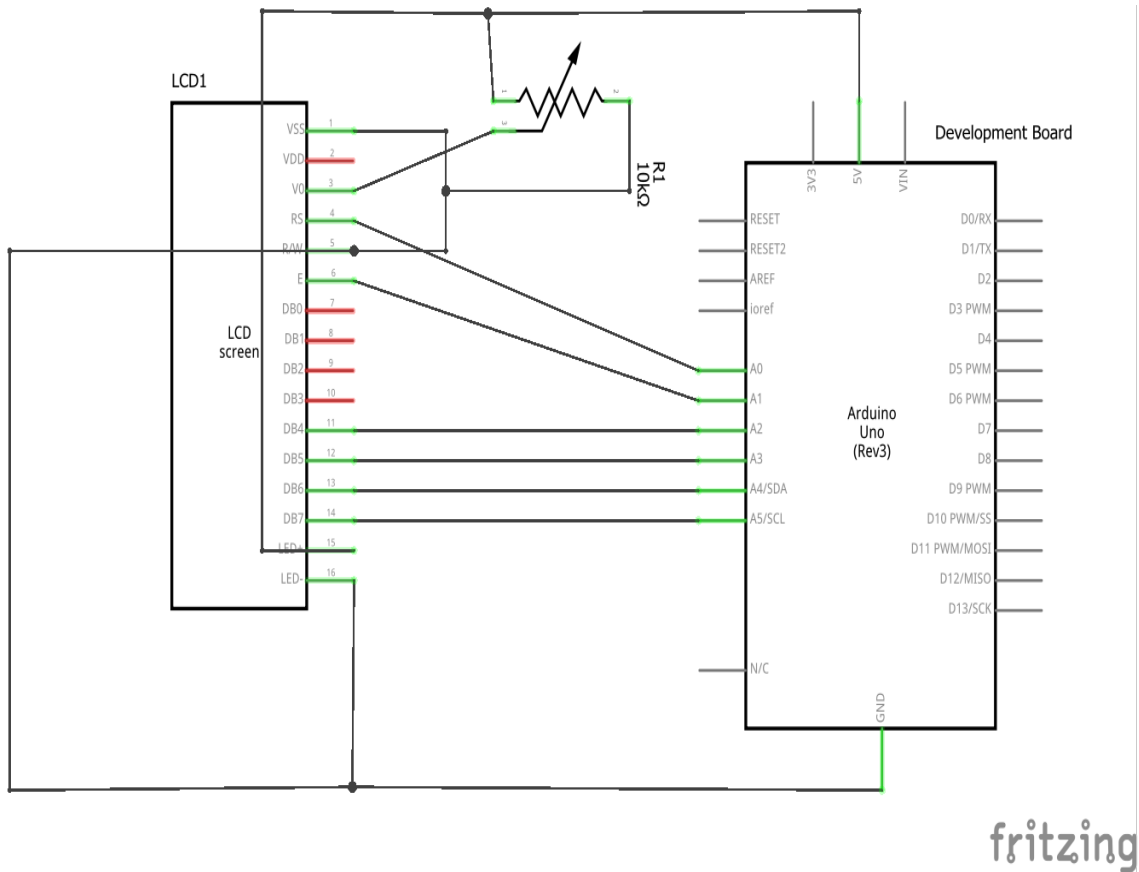 LCD1
VSS 1
VDD 2
V0 3
RS 4
R/W 5
E 6
DB0 7
DB1 8
DB2 9
DB3 10
DB4 11
DB5 12
DB6 13
DB7 14
LED+ 15
LED- 16
LCD
screen
1
2
3
R1
10kΩ
Development Board
3V3
5V
VIN
RESET
RESET2
AREF
ioref
A0
A1
A2
A3
A4/SDA
A5/SCL
N/C
Arduino
Uno
(Rev3)
D0/RX
D1/TX
D2
D3 PWM
D4
D5 PWM
D6 PWM
D7
D8
D9 PWM
D10 PWM/SS
D11 PWM/MOSI
D12/MISO
D13/SCK
GND
fritzing